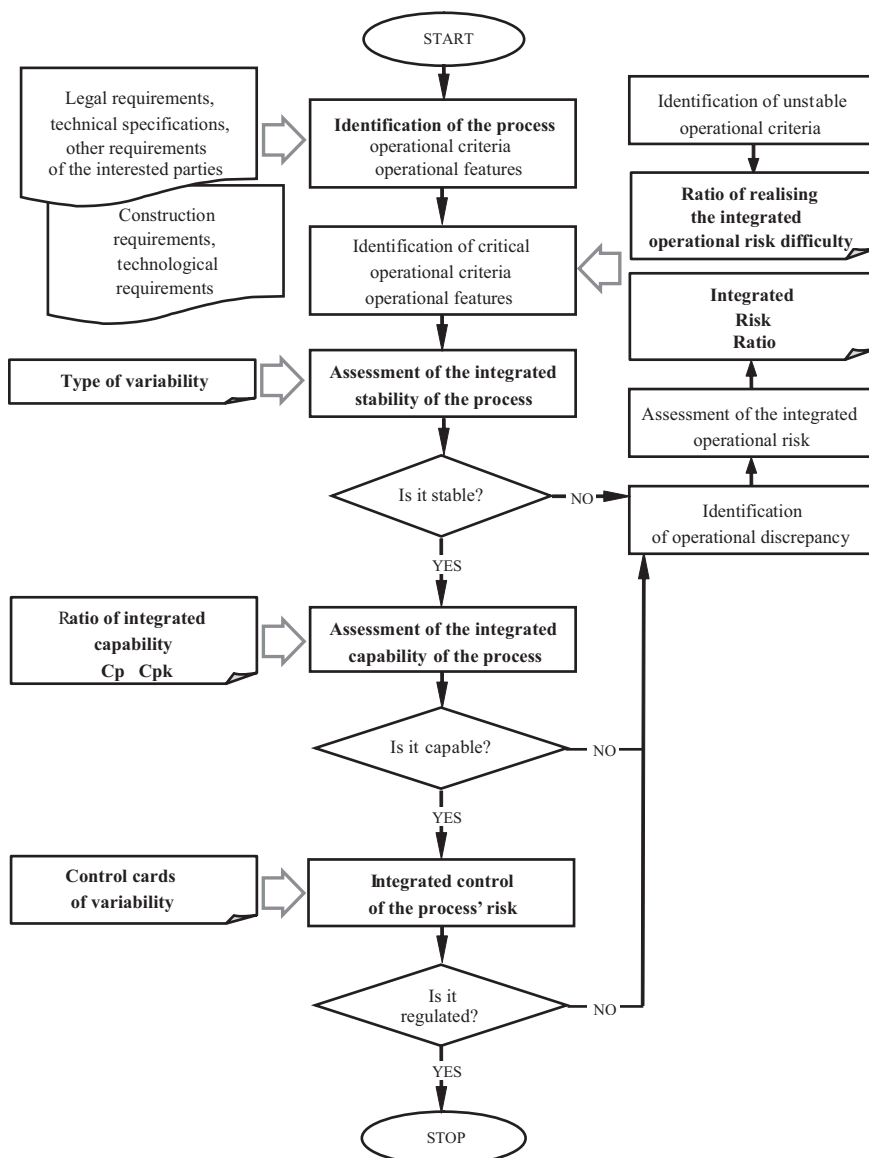 START
Legal requirements,
technical specifications,
other requirements
of the interested parties
Identification of the process
operational criteria
operational features
Identification of unstable
operational criteria
Construction
requirements,
technological
requirements
Identification of critical
operational criteria
operational features
Ratio of realising
the integrated
operational risk difficulty
Integrated
Risk
Ratio
Type of variability
Assessment of the integrated
stability of the process
Assessment of the integrated
operational risk
Is it stable?
NO
Identification
of operational discrepancy
YES
Ratio of integrated
capability
Cp Cpk
Assessment of the integrated
capability of the process
Is it capable?
NO
YES
Control cards
of variability
Integrated control
of the process’ risk
Is it
regulated?
NO
YES
STOP